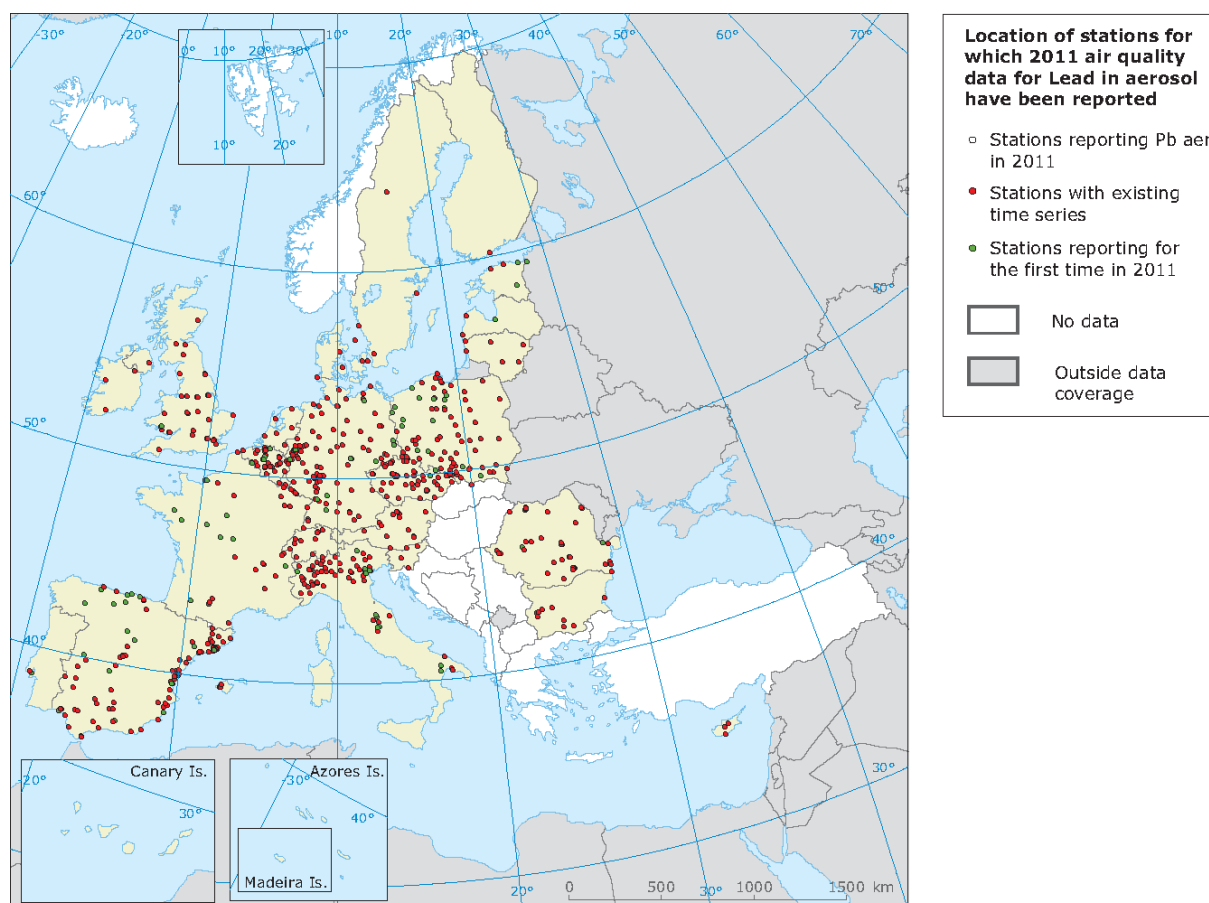 -30°
-20°
-10°
0°
10°
20°
30°
40°
50°
60°
70°
0°
10°
20°
30°
10°
20°
60°
50°
50°
40°
40°
Canary Is.
-20°
30°
Azores Is.
-30°
40°
Madeira Is.
30°
20°
30°
0
500
1000
1500 km
Location of stations for
which 2011 air quality
data for Lead in aerosol
have been reported
Stations reporting Pb aer
in 2011
Stations with existing
time series
Stations reporting for
the first time in 2011
No data
Outside data
coverage